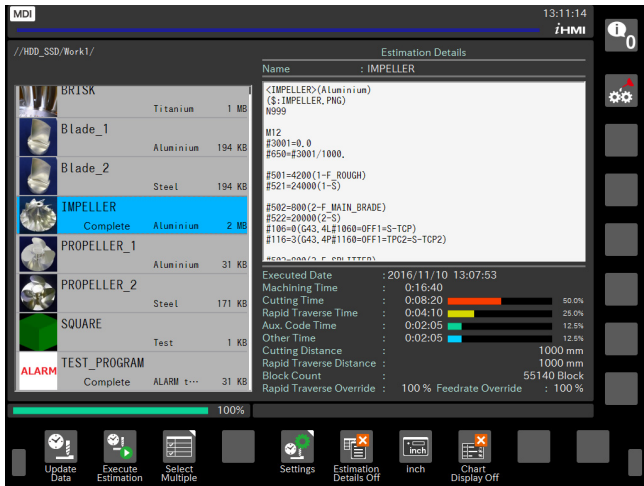 MDI
13:11:14
iHMI
0
//HDD_SSD/Work1/
Estimation Details
Name : IMPELLER
BRISK
Titanium 1 MB
Blade_1
Aluminium 194 KB
Blade_2
Steel 194 KB
IMPELLER
Complete Aluminium 2 MB
PROPELLER_1
Aluminium 31 KB
PROPELLER_2
Steel 171 KB
SQUARE
Test 1 KB
ALARM
TEST_PROGRAM
Complete ALARM t… 31 KB
<IMPELLER>(Aluminium)
($:IMPELLER.PNG)
N999
M12
#3001=0.0
#650=#3001/1000.
#501=4200(1-F_ROUGH)
#521=24000(1-S)
#502=800(2-F_MAIN_BRADE)
#522=20000(2-S)
#106=0(G43.4L#1060=OFF1=S-TCP)
#116=3(G43.4P#1160=OFF1=TPC2=S-TCP2)
Executed Date : 2016/11/10 13:07:53
Machining Time : 0:16:40
Cutting Time : 0:08:20 50.0%
Rapid Traverse Time : 0:04:10 25.0%
Aux. Code Time : 0:02:05 12.5%
Other Time : 0:02:05 12.5%
Cutting Distance : 1000 mm
Rapid Traverse Distance : 1000 mm
Block Count : 55140 Block
Rapid Traverse Override : 100 % Feedrate Override : 100 %
100%
Update Data
Execute Estimation
Select Multiple
Settings
Estimation Details Off
inch
inch
Chart Display Off